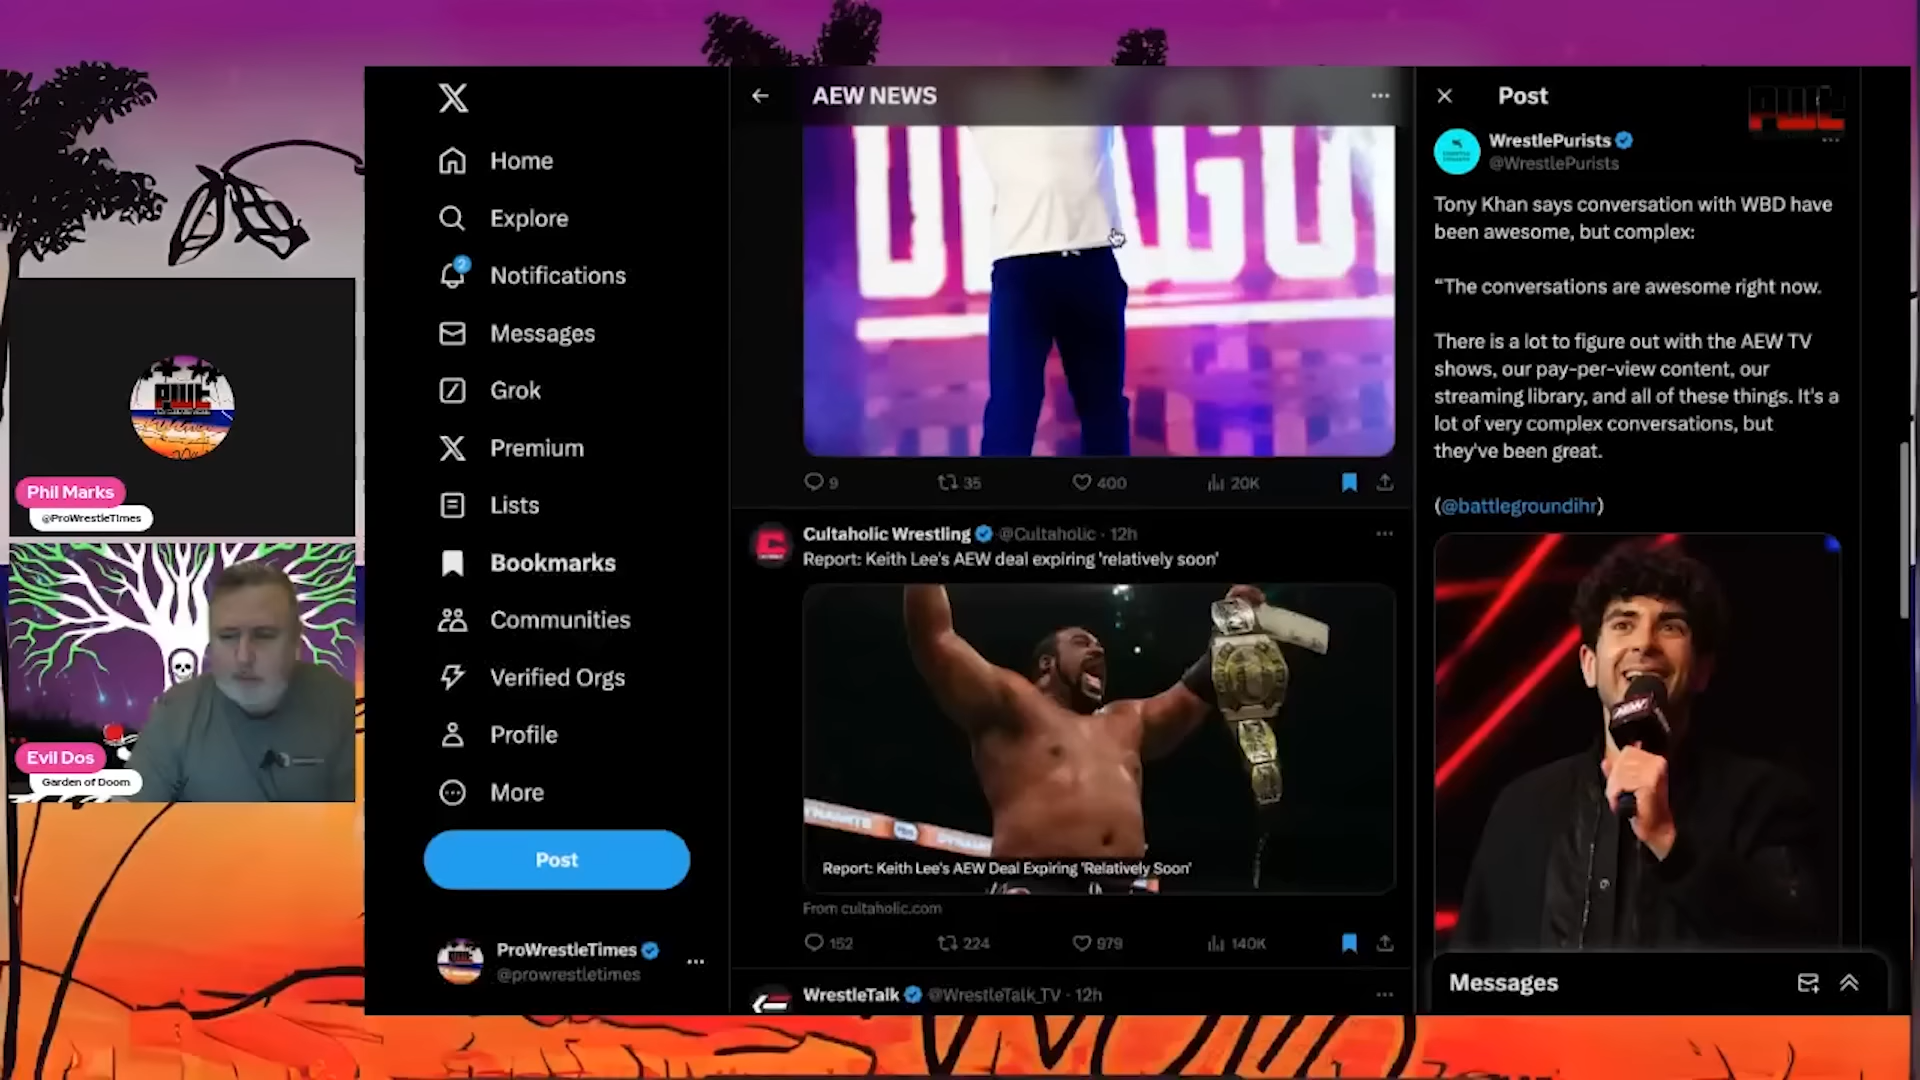 Phil Marks
@ProWrestleTimes
Evil Dos
Garden of Doom
X
Home
Explore
2
Notifications
Messages
Grok
Premium
Lists
Bookmarks
Communities
Verified Orgs
Profile
More
Post
ProWrestleTimes
@prowrestletimes
AEW NEWS
9
35
400
20K
Cultaholic Wrestling @Cultaholic · 12h
Report: Keith Lee's AEW deal expiring 'relatively soon'
Report: Keith Lee's AEW Deal Expiring 'Relatively Soon'
From cultaholic.com
152
224
979
140K
WrestleTalk @WrestleTalk_TV · 12h
Post
PWT
WrestlePurists
@WrestlePurists
Tony Khan says conversation with WBD have
been awesome, but complex:
“The conversations are awesome right now.
There is a lot to figure out with the AEW TV
shows, our pay-per-view content, our
streaming library, and all of these things. It's a
lot of very complex conversations, but
they've been great.
(@battlegroundihr)
AEW
Messages